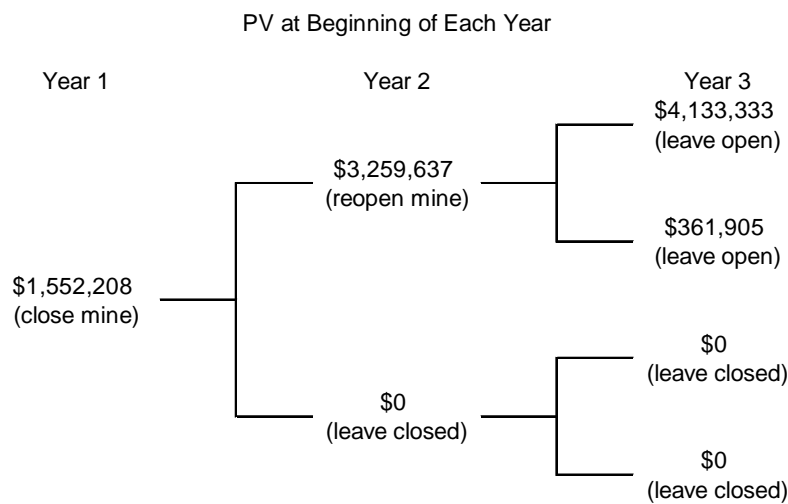 PV at Beginning of Each Year
Year 1
Year 2
Year 3
$4,133,333
(leave open)
$3,259,637
(reopen mine)
$361,905
(leave open)
$1,552,208
(close mine)
$0
(leave closed)
$0
(leave closed)
$0
(leave closed)